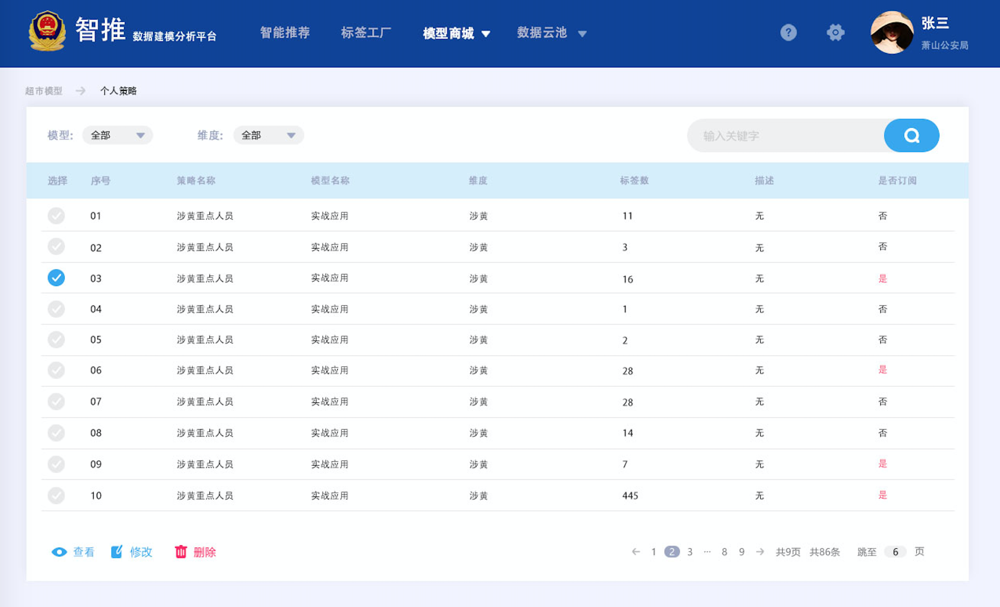 智推 数据建模分析平台 智能推荐 标签工厂 模型商城 数据云池 ? 张三
萧山公安局
超市模型 → 个人策略
模型: 全部 维度: 全部 输入关键字
选择 序号 策略名称 模型名称 维度 标签数 描述 是否订阅
01 涉黄重点人员 实战应用 涉黄 11 无 否
02 涉黄重点人员 实战应用 涉黄 3 无 否
03 涉黄重点人员 实战应用 涉黄 16 无 是
04 涉黄重点人员 实战应用 涉黄 1 无 否
05 涉黄重点人员 实战应用 涉黄 2 无 否
06 涉黄重点人员 实战应用 涉黄 28 无 是
07 涉黄重点人员 实战应用 涉黄 28 无 否
08 涉黄重点人员 实战应用 涉黄 14 无 否
09 涉黄重点人员 实战应用 涉黄 7 无 是
10 涉黄重点人员 实战应用 涉黄 445 无 是
查看 修改 删除 ← 1 2 3 ··· 8 9 → 共9页 共86条 跳至 6 页